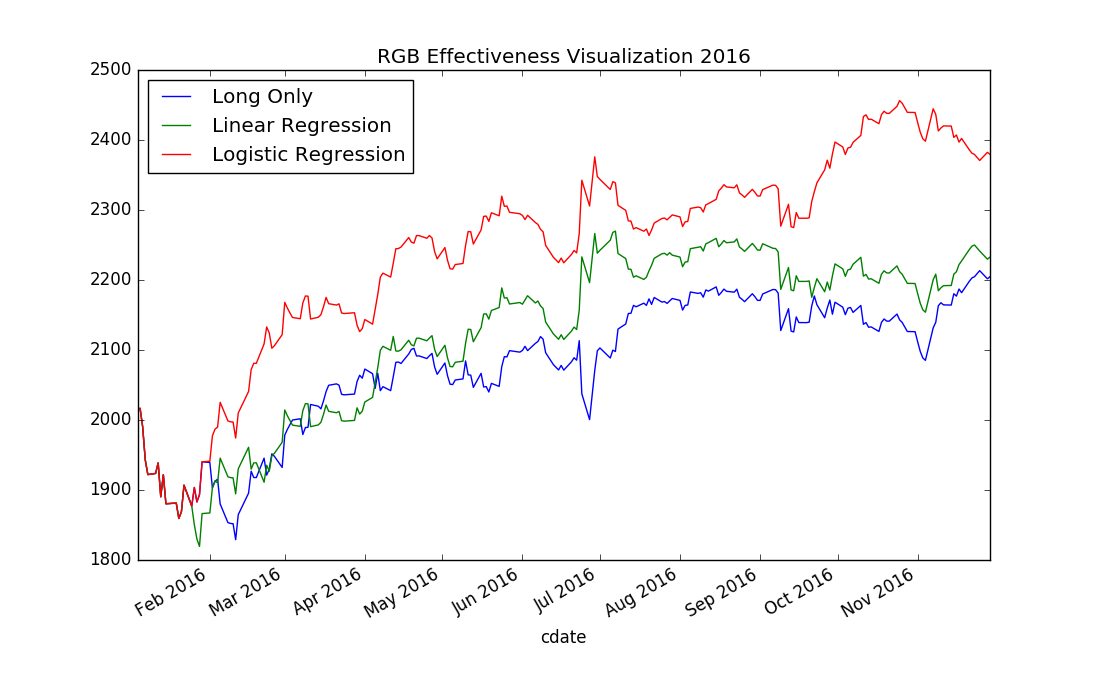 RGB Effectiveness Visualization 2016
2500
2400
2300
2200
2100
2000
1900
1800
Long Only
Linear Regression
Logistic Regression
Feb 2016
Mar 2016
Apr 2016
May 2016
Jun 2016
Jul 2016
Aug 2016
Sep 2016
Oct 2016
Nov 2016
cdate